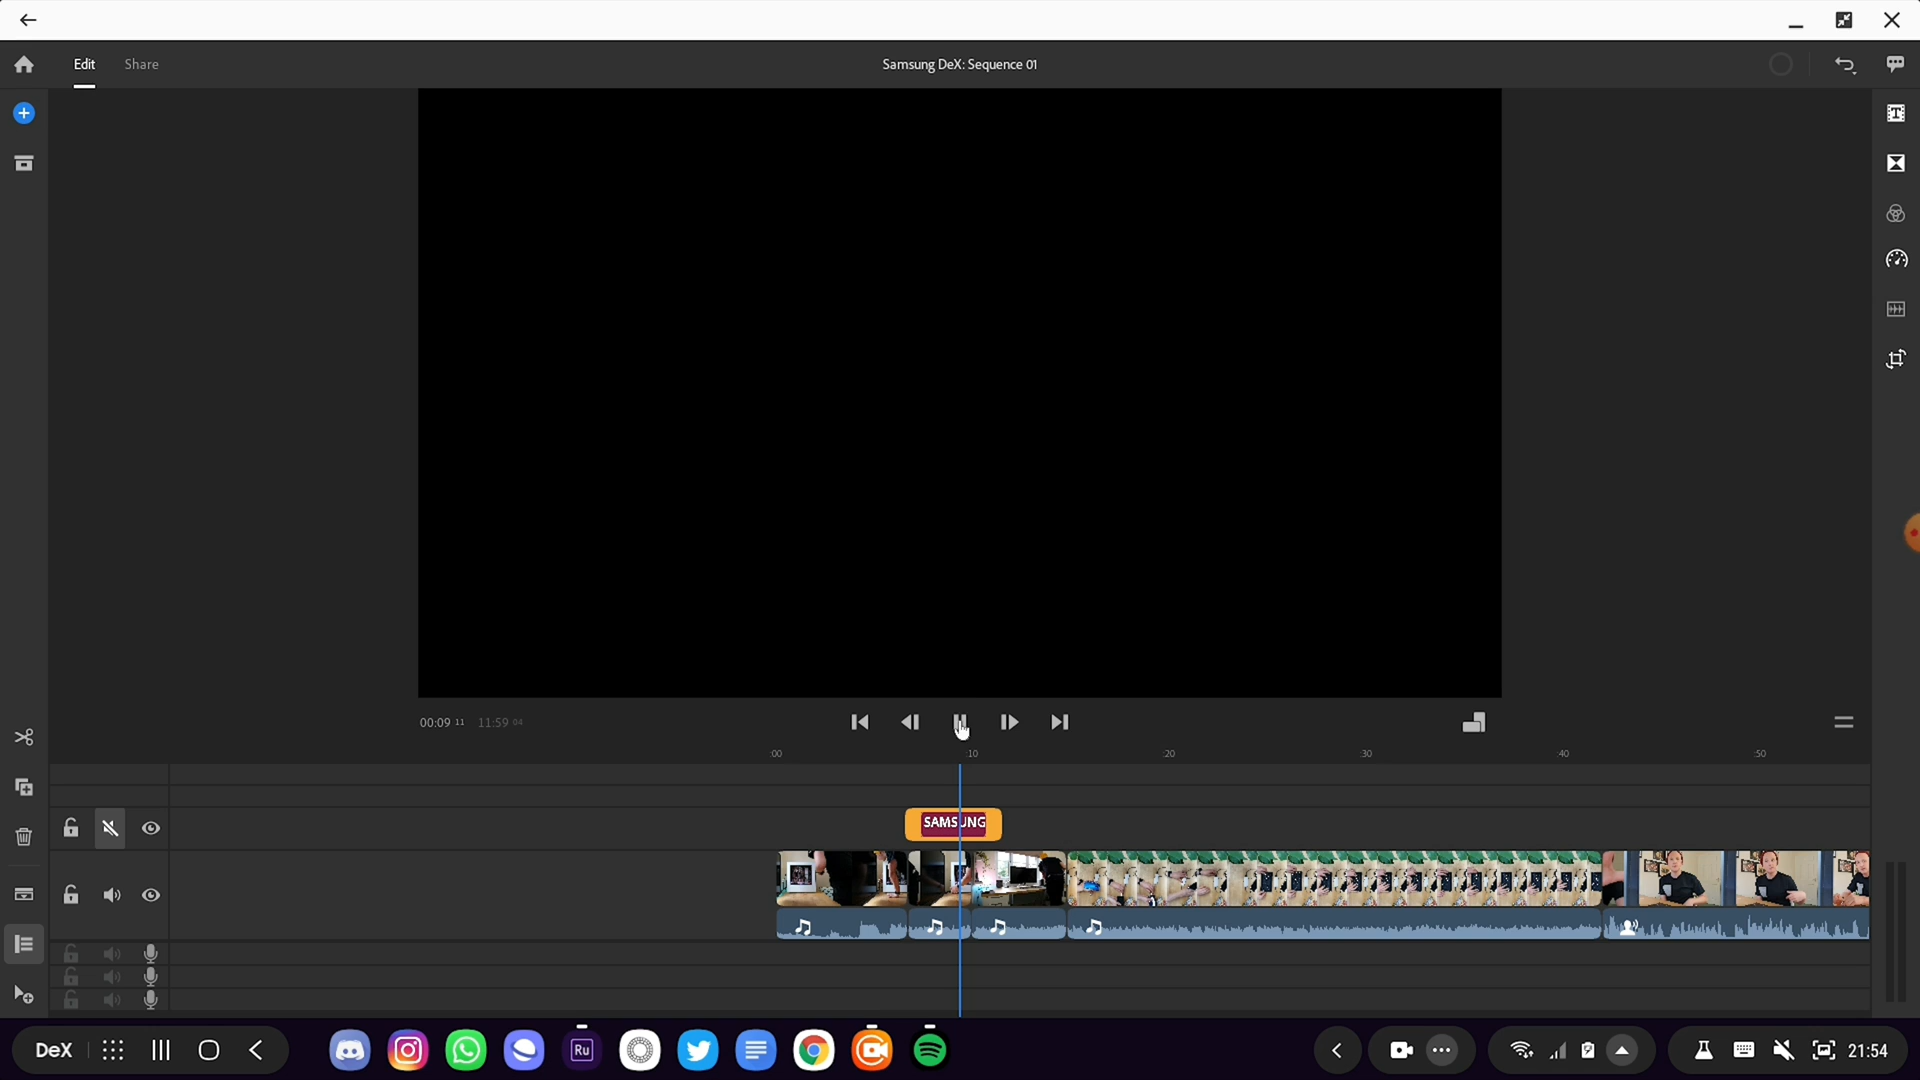 Edit
Share
Samsung DeX: Sequence 01
00:09 11
11:59 04
:00
:10
:20
:30
:40
:50
SAMSUNG
DeX
Ru
21:54